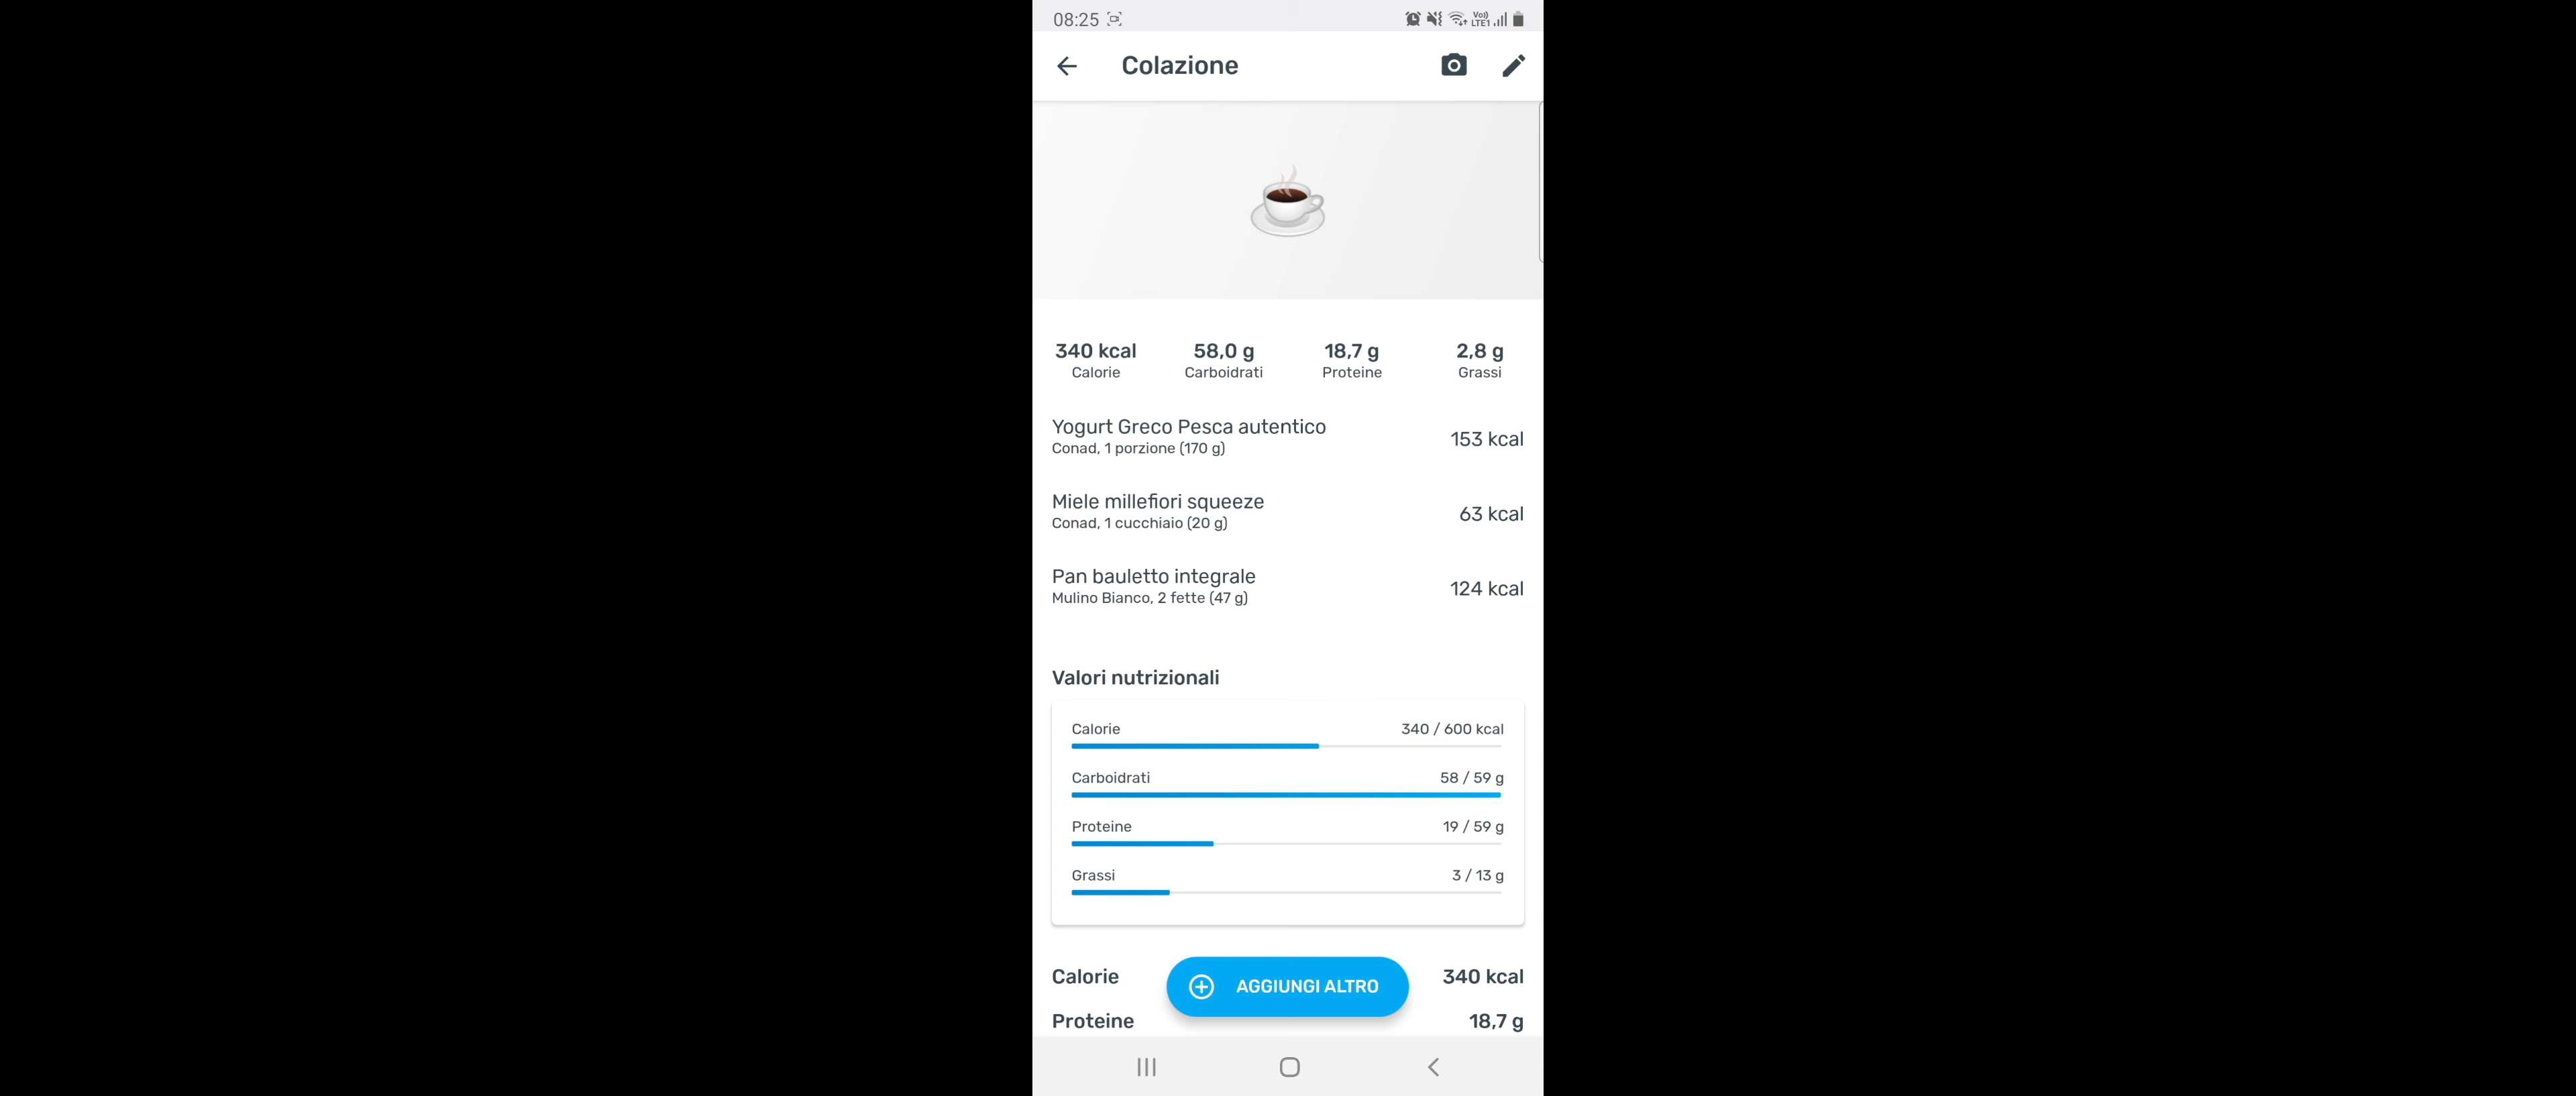 08:25
Vo)) LTE1
Colazione
340 kcal 58,0 g 18,7 g 2,8 g
Calorie Carboidrati Proteine Grassi
Yogurt Greco Pesca autentico
Conad, 1 porzione (170 g)
153 kcal
Miele millefiori squeeze
Conad, 1 cucchiaio (20 g)
63 kcal
Pan bauletto integrale
Mulino Bianco, 2 fette (47 g)
124 kcal
Valori nutrizionali
Calorie 340 / 600 kcal
Carboidrati 58 / 59 g
Proteine 19 / 59 g
Grassi 3 / 13 g
Calorie 340 kcal
AGGIUNGI ALTRO
Proteine 18,7 g